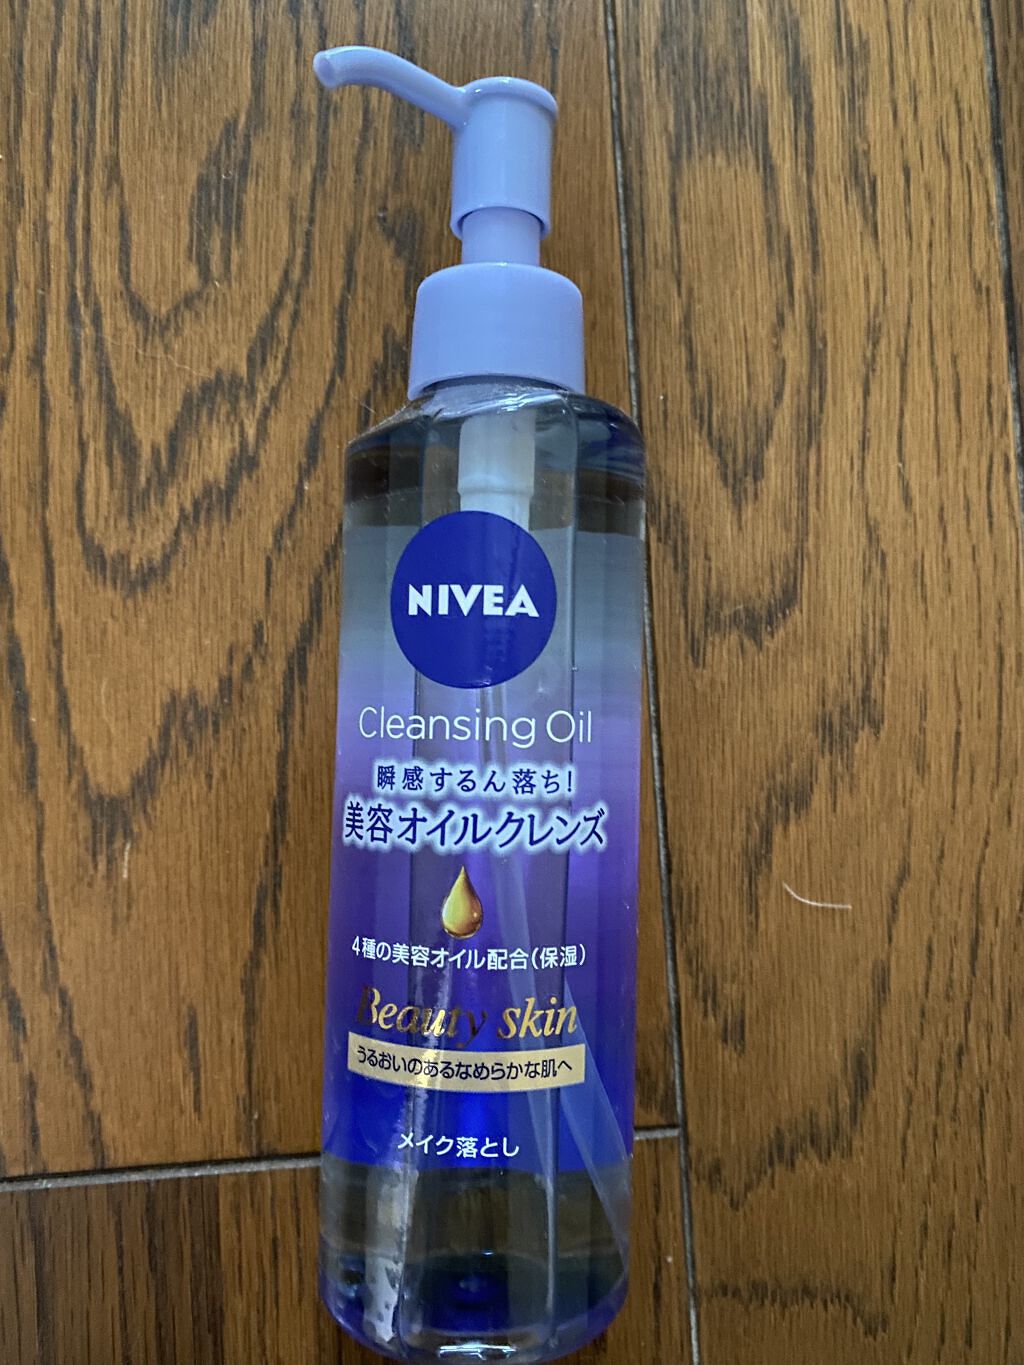 NIVEA
Cleansing Oil
瞬感するん落ち!
美容オイルクレンズ
4種の美容オイル配合(保湿)
Beauty skin
うるおいのあるなめらかな肌へ
メイク落とし